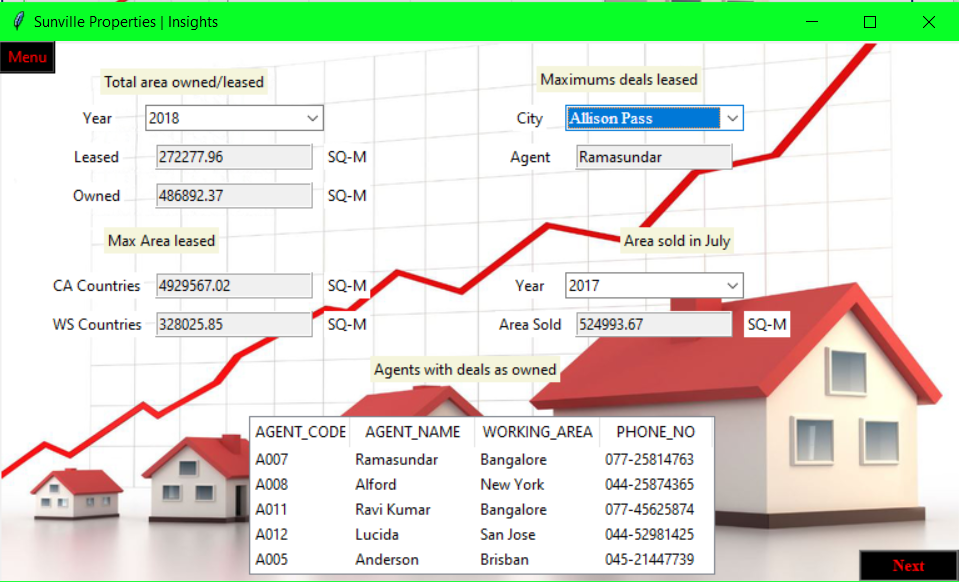 Sunville Properties | Insights
Menu
Total area owned/leased
Maximums deals leased
Year 2018
City Allison Pass
Leased 272277.96 SQ-M
Agent Ramasundar
Owned 486892.37 SQ-M
Max Area leased
Area sold in July
CA Countries 4929567.02 SQ-M
Year 2017
WS Countries 328025.85 SQ-M
Area Sold 524993.67 SQ-M
Agents with deals as owned
AGENT_CODE AGENT_NAME WORKING_AREA PHONE_NO
A007 Ramasundar Bangalore 077-25814763
A008 Alford New York 044-25874365
A011 Ravi Kumar Bangalore 077-45625874
A012 Lucida San Jose 044-52981425
A005 Anderson Brisban 045-21447739
Next